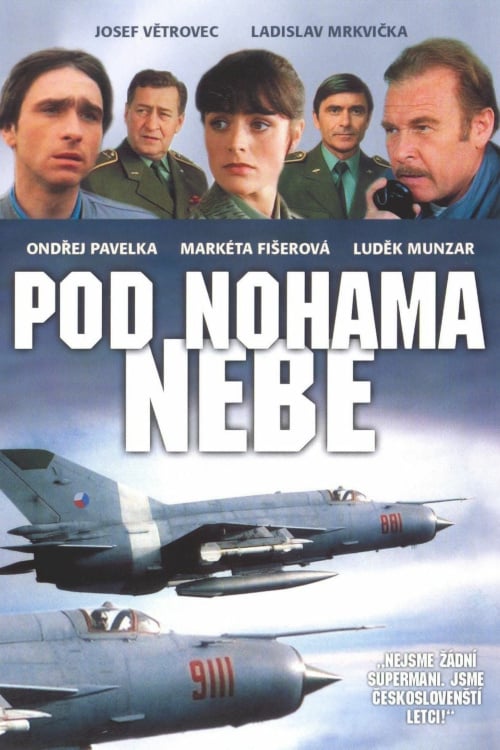 JOSEF VĚTROVEC LADISLAV MRKVIČKA
ONDŘEJ PAVELKA MARKÉTA FIŠEROVÁ LUDĚK MUNZAR
POD NOHAMA
NEBE
881
9111
„NEJSME ŽÁDNÍ
SUPERMANI. JSME
ČESKOSLOVENŠTÍ
LETCI!“